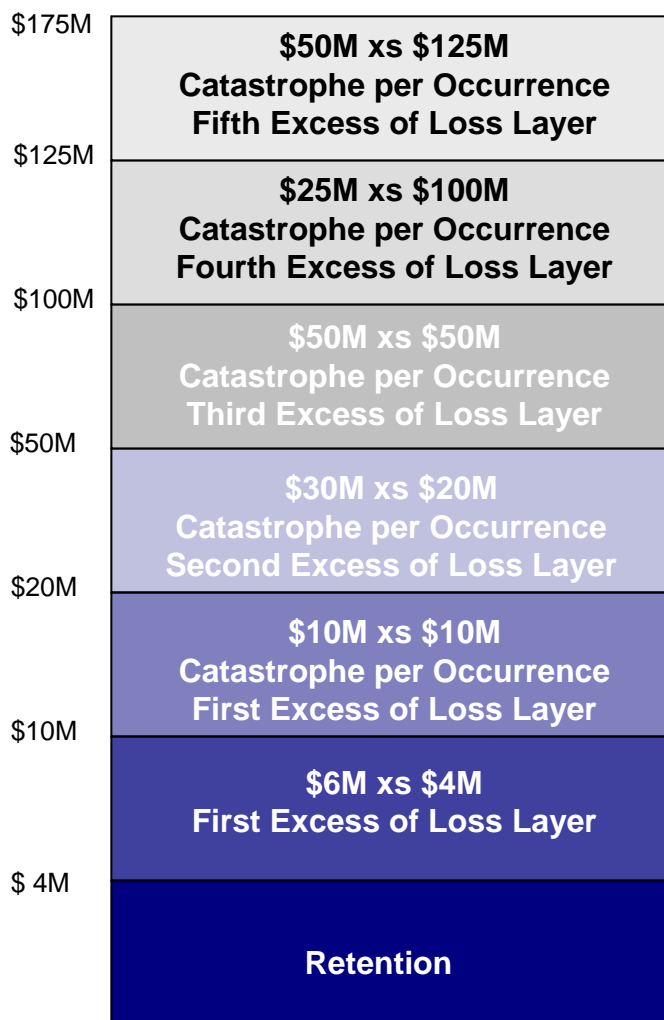 $175M
$50M xs $125M
Catastrophe per Occurrence
Fifth Excess of Loss Layer
$125M
$25M xs $100M
Catastrophe per Occurrence
Fourth Excess of Loss Layer
$100M
$50M xs $50M
Catastrophe per Occurrence
Third Excess of Loss Layer
$50M
$30M xs $20M
Catastrophe per Occurrence
Second Excess of Loss Layer
$20M
$10M xs $10M
Catastrophe per Occurrence
First Excess of Loss Layer
$10M
$6M xs $4M
First Excess of Loss Layer
$ 4M
Retention